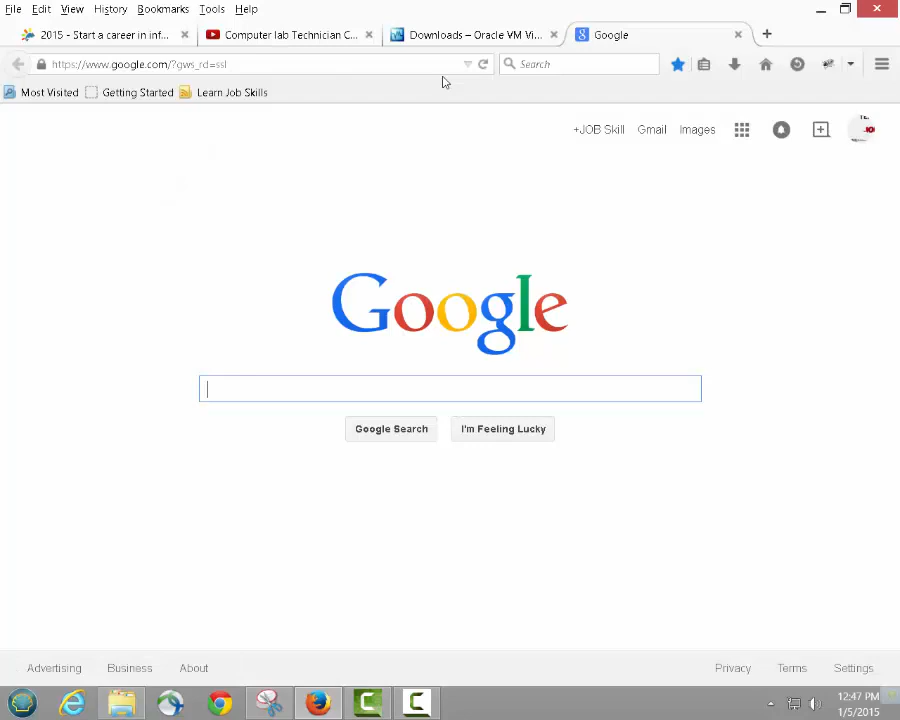 File Edit View History Bookmarks Tools Help
2015 - Start a career in inf... Computer lab Technician C... Downloads – Oracle VM Vi... Google
https://www.google.com/?gws_rd=ssl Search
Most Visited Getting Started Learn Job Skills
+JOB Skill Gmail Images
Google
Google Search I'm Feeling Lucky
Advertising Business About Privacy Terms Settings
12:47 PM
1/5/2015